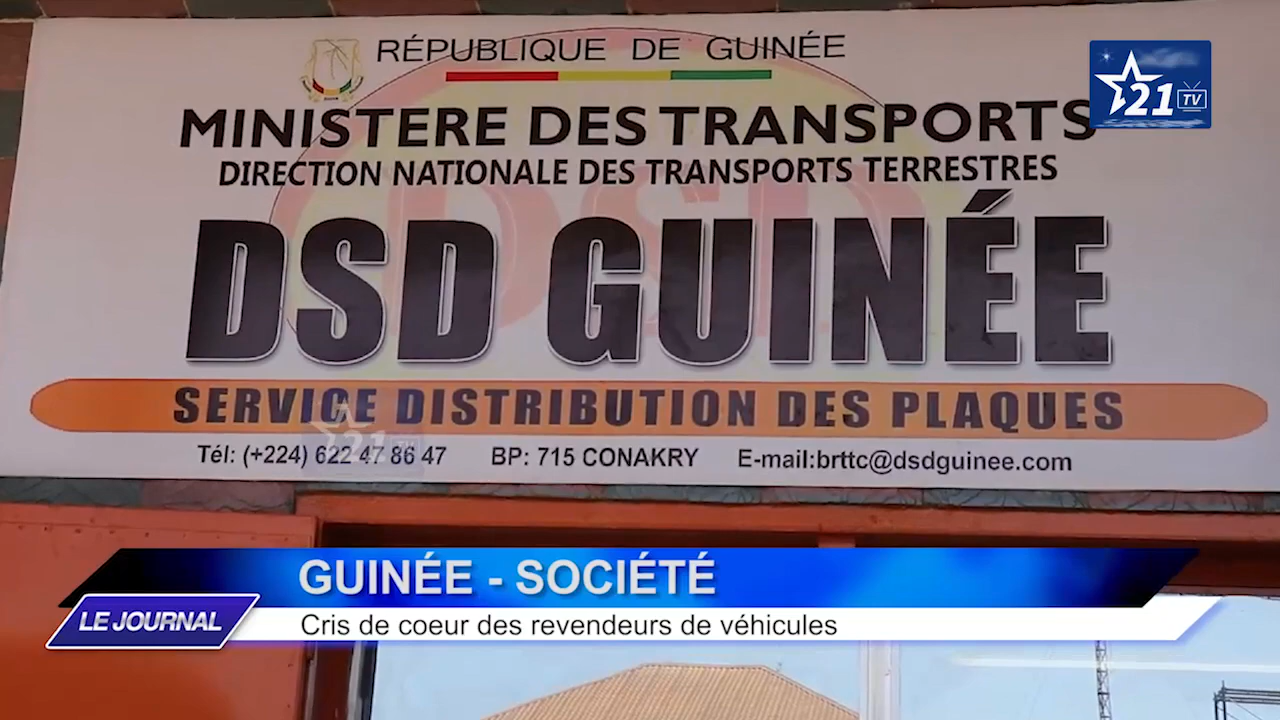 RÉPUBLIQUE DE GUINÉE
21 TV
MINISTERE DES TRANSPORTS
DIRECTION NATIONALE DES TRANSPORTS TERRESTRES
DSD GUINÉE
SERVICE DISTRIBUTION DES PLAQUES
Tél: (+224) 622 47 86 47 BP: 715 CONAKRY E-mail:brttc@dsdguinee.com
GUINÉE - SOCIÉTÉ
LE JOURNAL
Cris de coeur des revendeurs de véhicules